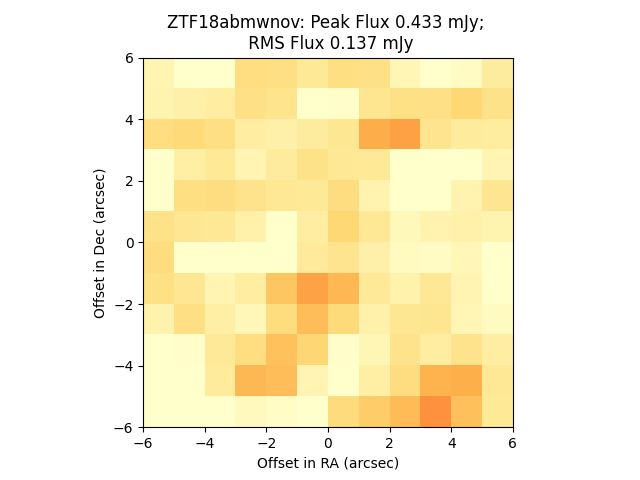 ZTF18abmwnov: Peak Flux 0.433 mJy;
RMS Flux 0.137 mJy
6
4
2
0
−2
−4
−6
Offset in Dec (arcsec)
−6 −4 −2 0 2 4 6
Offset in RA (arcsec)